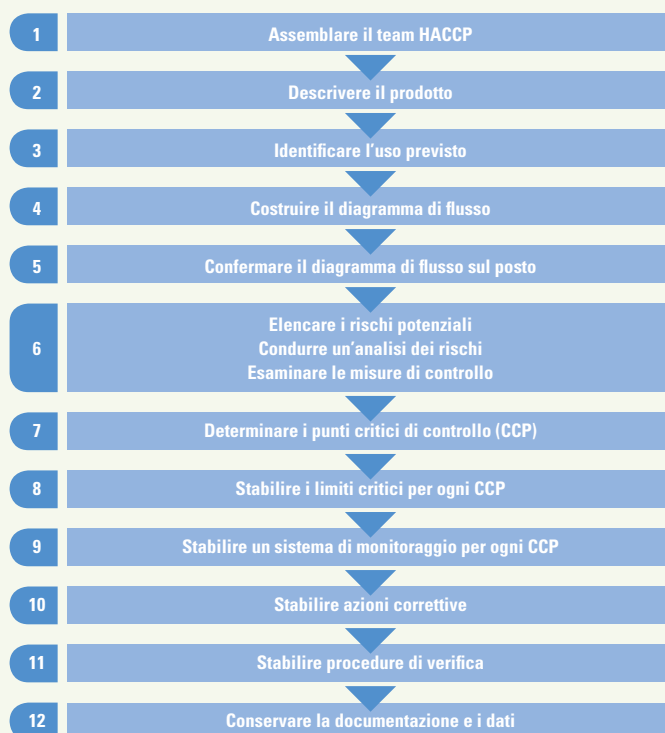 1 Assemblare il team HACCP
2 Descrivere il prodotto
3 Identificare l'uso previsto
4 Costruire il diagramma di flusso
5 Confermare il diagramma di flusso sul posto
Elencare i rischi potenziali
6 Condurre un'analisi dei rischi
Esaminare le misure di controllo
7 Determinare i punti critici di controllo (CCP)
8 Stabilire i limiti critici per ogni CCP
9 Stabilire un sistema di monitoraggio per ogni CCP
10 Stabilire azioni correttive
11 Stabilire procedure di verifica
12 Conservare la documentazione e i dati